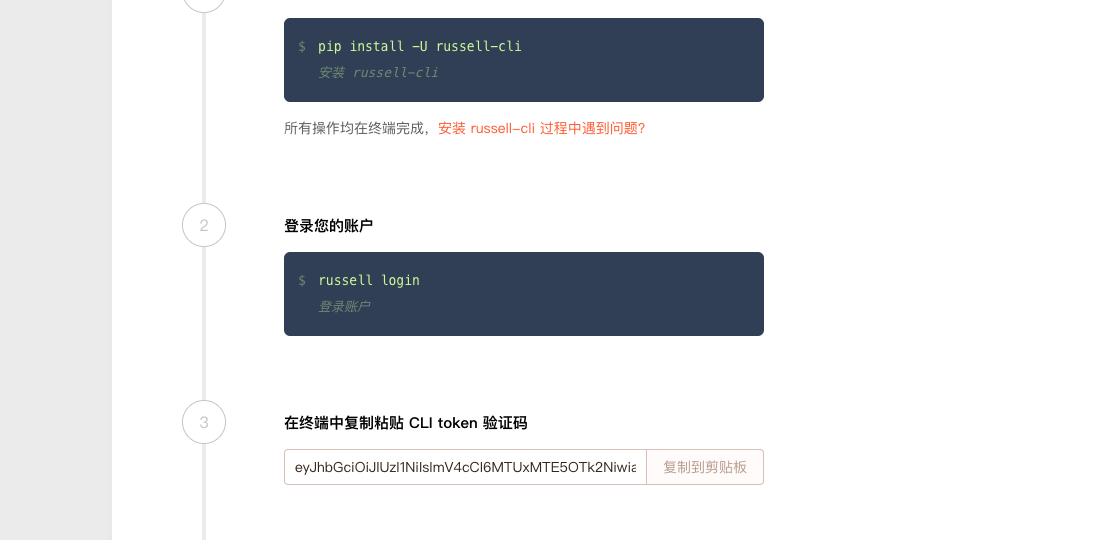 $ pip install -U russell-cli
安装 russell-cli
所有操作均在终端完成，安装 russell-cli 过程中遇到问题?
2
登录您的账户
$ russell login
登录账户
3
在终端中复制粘贴 CLI token 验证码
eyJhbGciOiJIUzI1NiIsImV4cCI6MTUxMTE5OTk2Niwia
复制到剪贴板